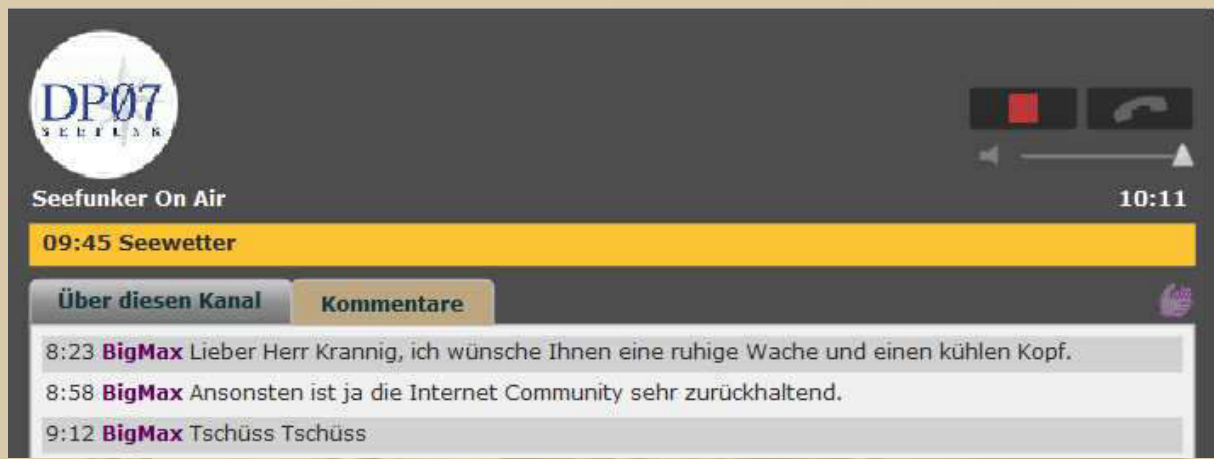 DPØ7
SEEFUNK
Seefunker On Air
10:11
09:45 Seewetter
Über diesen Kanal
Kommentare
8:23 BigMax Lieber Herr Krannig, ich wünsche Ihnen eine ruhige Wache und einen kühlen Kopf.
8:58 BigMax Ansonsten ist ja die Internet Community sehr zurückhaltend.
9:12 BigMax Tschüss Tschüss